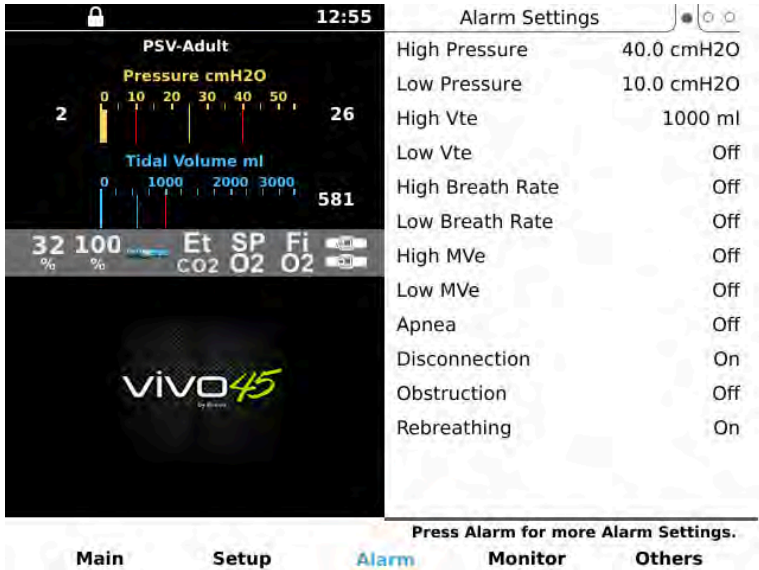 12:55
PSV-Adult
Pressure cmH2O
0 10 20 30 40 50
2 26
Tidal Volume ml
0 1000 2000 3000
581
32 % 100 % Et CO2 SP O2 Fi O2
vivo45
Alarm Settings
High Pressure 40.0 cmH2O
Low Pressure 10.0 cmH2O
High Vte 1000 ml
Low Vte Off
High Breath Rate Off
Low Breath Rate Off
High MVe Off
Low MVe Off
Apnea Off
Disconnection On
Obstruction Off
Rebreathing On
Press Alarm for more Alarm Settings.
Main Setup Alarm Monitor Others